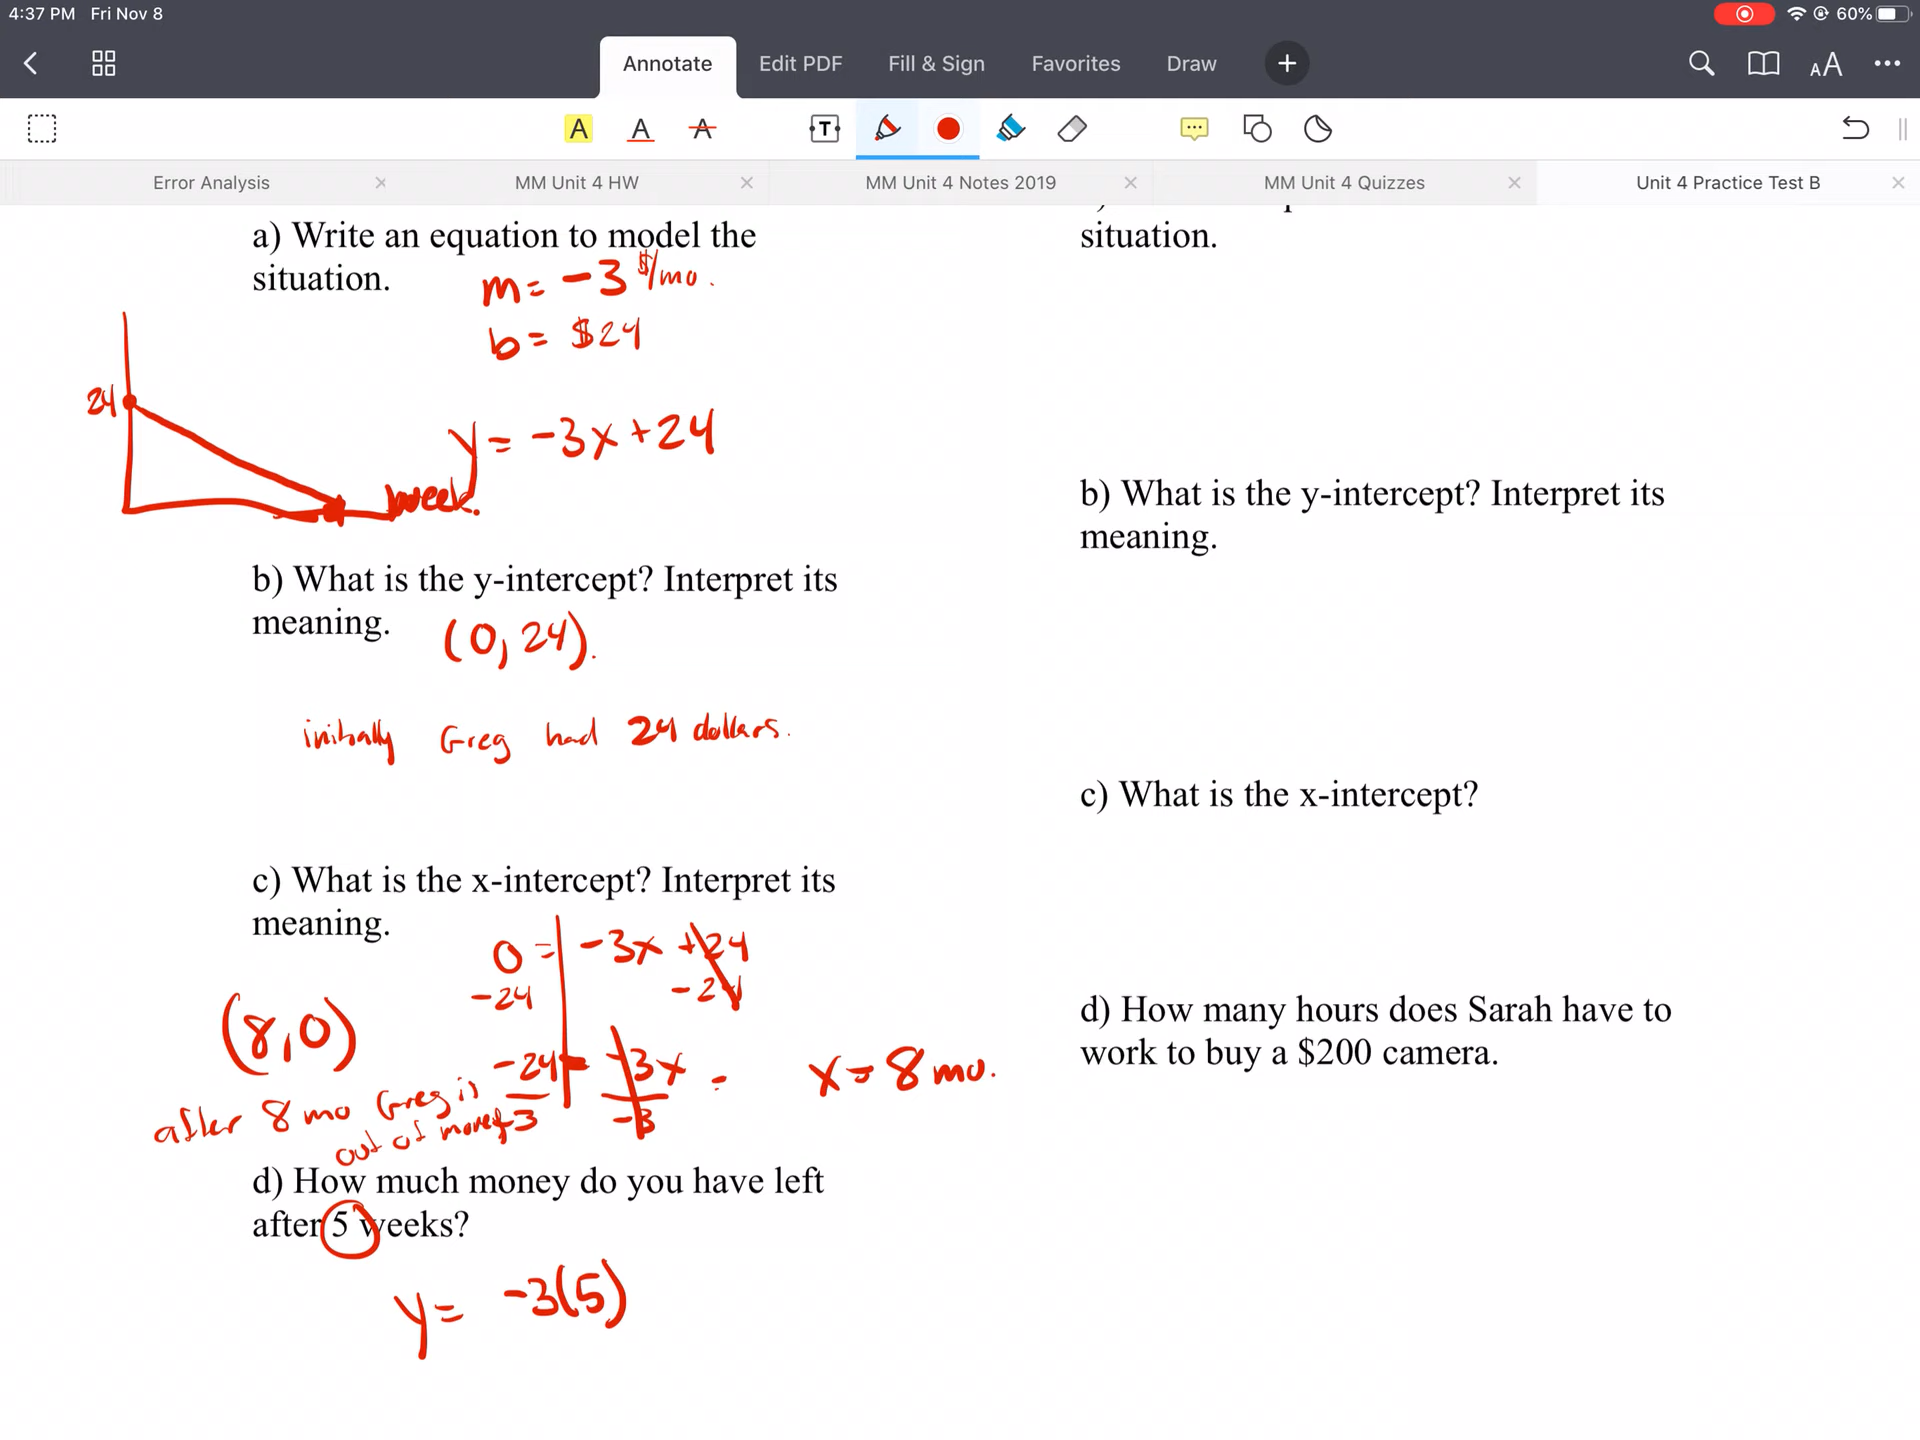 4:37 PM Fri Nov 8
60%
Annotate Edit PDF Fill & Sign Favorites Draw
A A A T
AA
Error Analysis MM Unit 4 HW MM Unit 4 Notes 2019 MM Unit 4 Quizzes Unit 4 Practice Test B
a) Write an equation to model the
situation.
m = -3 $/mo.
b = $24
24
y = -3x + 24
week.
b) What is the y-intercept? Interpret its
meaning.
(0, 24).
initially Greg had 24 dollars.
c) What is the x-intercept? Interpret its
meaning.
0 = -3x + 24
-24 -24
(8,0)
-24 = -3x
-3 -3
= x = 8 mo.
after 8 mo Greg is
out of money
d) How much money do you have left
after 5 weeks?
y = -3(5)
situation.
b) What is the y-intercept? Interpret its
meaning.
c) What is the x-intercept?
d) How many hours does Sarah have to
work to buy a $200 camera.